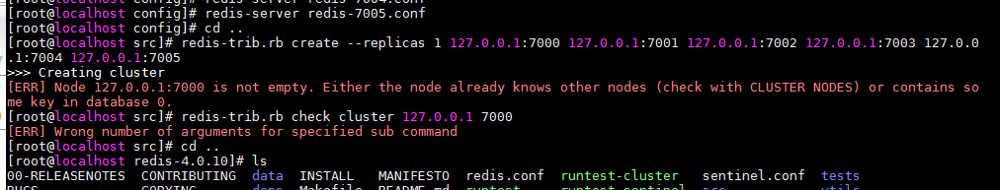 [root@localhost config]# redis-server redis-7004.conf
[root@localhost config]# redis-server redis-7005.conf
[root@localhost config]# cd ..
[root@localhost src]# redis-trib.rb create --replicas 1 127.0.0.1:7000 127.0.0.1:7001 127.0.0.1:7002 127.0.0.1:7003 127.0.0
.1:7004 127.0.0.1:7005
>>> Creating cluster
[ERR] Node 127.0.0.1:7000 is not empty. Either the node already knows other nodes (check with CLUSTER NODES) or contains so
me key in database 0.
[root@localhost src]# redis-trib.rb check cluster 127.0.0.1 7000
[ERR] Wrong number of arguments for specified sub command
[root@localhost src]# cd ..
[root@localhost redis-4.0.10]# ls
00-RELEASENOTES CONTRIBUTING data INSTALL MANIFESTO redis.conf runtest-cluster sentinel.conf tests
BUGS COPYING deps Makefile README.md runtest runtest-sentinel src utils